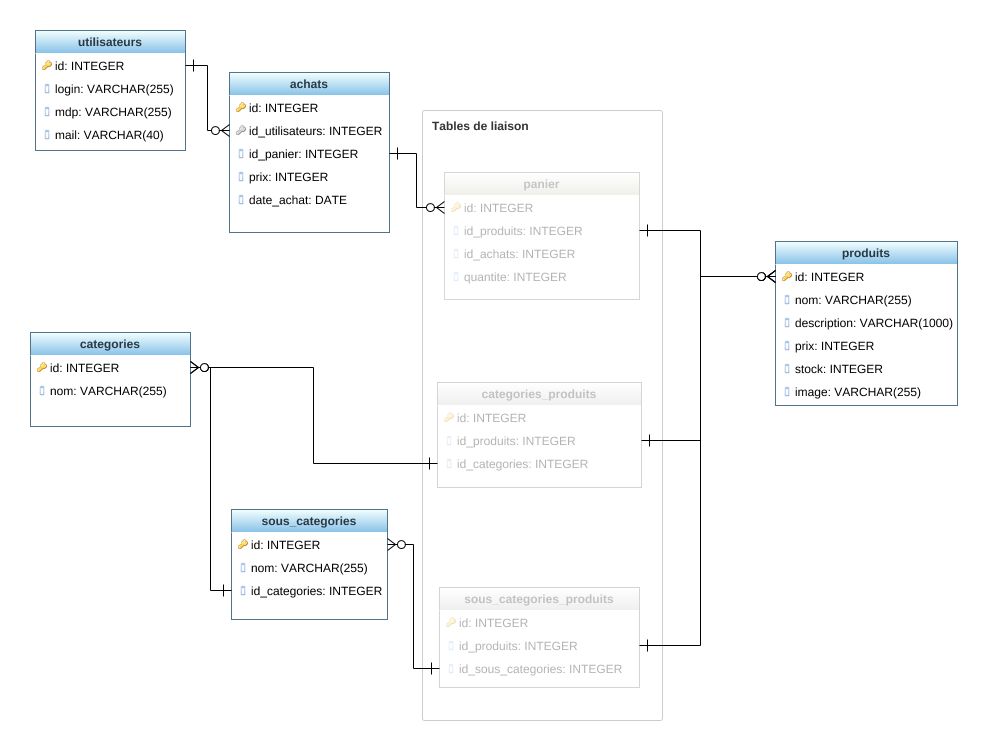 utilisateurs
id: INTEGER
login: VARCHAR(255)
mdp: VARCHAR(255)
mail: VARCHAR(40)
achats
id: INTEGER
id_utilisateurs: INTEGER
id_panier: INTEGER
prix: INTEGER
date_achat: DATE
Tables de liaison
panier
id: INTEGER
id_produits: INTEGER
id_achats: INTEGER
quantite: INTEGER
produits
id: INTEGER
nom: VARCHAR(255)
description: VARCHAR(1000)
prix: INTEGER
stock: INTEGER
image: VARCHAR(255)
categories
id: INTEGER
nom: VARCHAR(255)
categories_produits
id: INTEGER
id_produits: INTEGER
id_categories: INTEGER
sous_categories
id: INTEGER
nom: VARCHAR(255)
id_categories: INTEGER
sous_categories_produits
id: INTEGER
id_produits: INTEGER
id_sous_categories: INTEGER